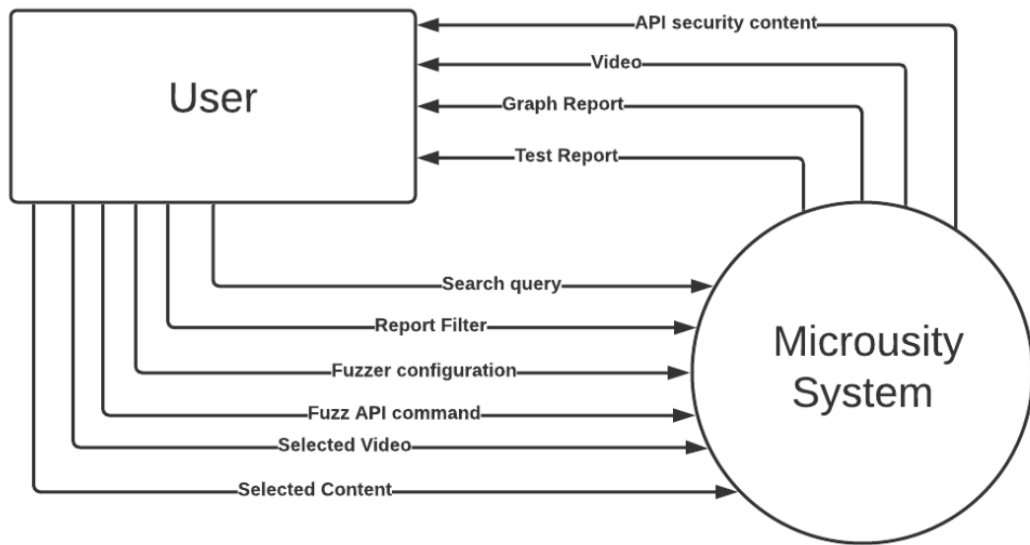 API security content
Video
User
Graph Report
Test Report
Search query
Report Filter
Microusity
System
Fuzzer configuration
Fuzz API command
Selected Video
Selected Content